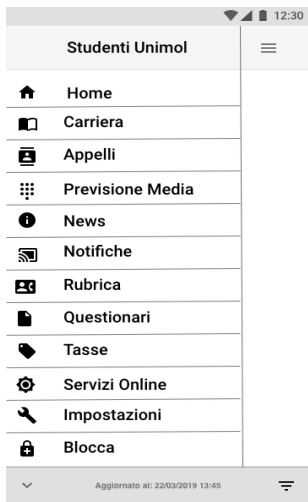 12:30
Studenti Unimol
Home
Carriera
Appelli
Previsione Media
News
Notifiche
Rubrica
Questionari
Tasse
Servizi Online
Impostazioni
Blocca
Aggiornato al: 22/03/2019 13:45